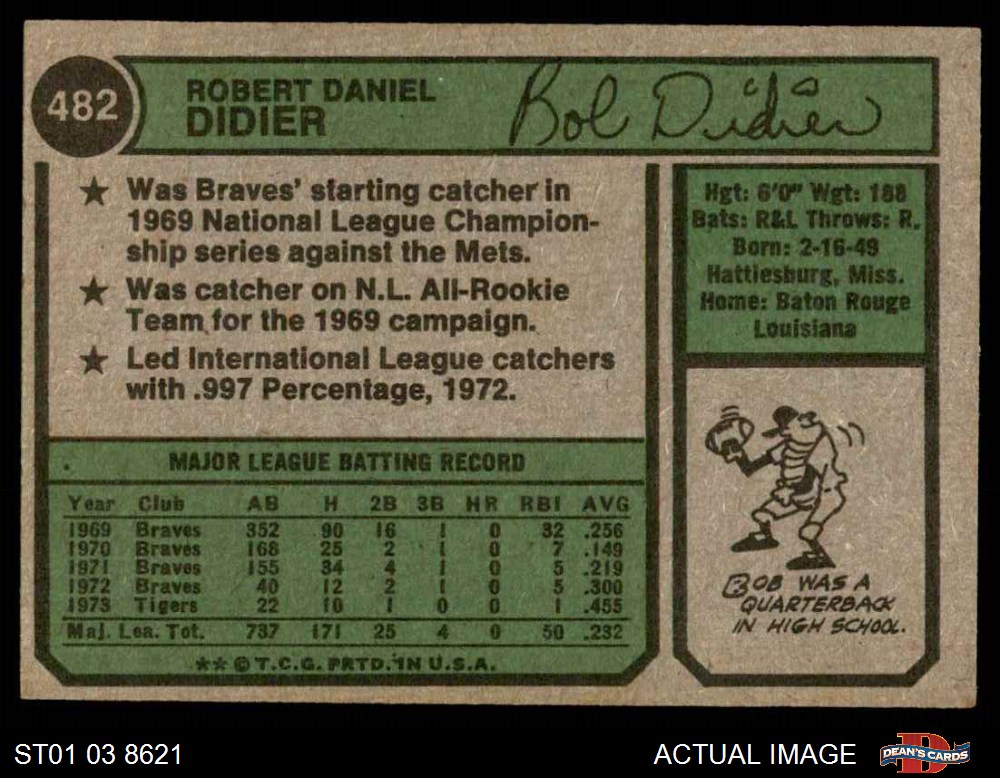 482
ROBERT DANIEL
DIDIER
Bob Didier
★ Was Braves' starting catcher in
1969 National League Champion-
ship series against the Mets.
★ Was catcher on N.L. All-Rookie
Team for the 1969 campaign.
★ Led International League catchers
with .997 Percentage, 1972.
Hgt: 6'0" Wgt: 188
Bats: R&L Throws: R.
Born: 2-16-49
Hattiesburg, Miss.
Home: Baton Rouge
Louisiana
MAJOR LEAGUE BATTING RECORD
Year Club AB H 2B 3B HR RBI AVG
1969 Braves 352 90 16 1 0 32 .256
1970 Braves 168 25 2 1 0 7 .149
1971 Braves 155 34 4 1 0 5 .219
1972 Braves 40 12 2 1 0 5 .300
1973 Tigers 22 10 1 0 0 1 .455
Maj. Lea. Tot. 737 171 25 4 0 50 .232
** © T.C.G. PRTD. IN U.S.A.
BOB WAS A
QUARTERBACK
IN HIGH SCHOOL.
ST01 03 8621
ACTUAL IMAGE
D
DEAN'S CARDS